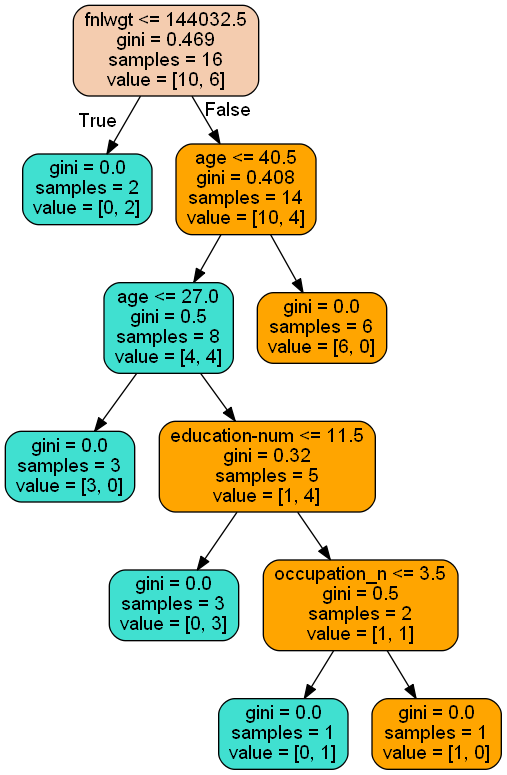 fnlwgt <= 144032.5
gini = 0.469
samples = 16
value = [10, 6]
True
False
gini = 0.0
samples = 2
value = [0, 2]
age <= 40.5
gini = 0.408
samples = 14
value = [10, 4]
age <= 27.0
gini = 0.5
samples = 8
value = [4, 4]
gini = 0.0
samples = 6
value = [6, 0]
gini = 0.0
samples = 3
value = [3, 0]
education-num <= 11.5
gini = 0.32
samples = 5
value = [1, 4]
gini = 0.0
samples = 3
value = [0, 3]
occupation_n <= 3.5
gini = 0.5
samples = 2
value = [1, 1]
gini = 0.0
samples = 1
value = [0, 1]
gini = 0.0
samples = 1
value = [1, 0]